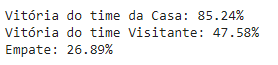 Vitória do time da Casa: 85.24%
Vitória do time Visitante: 47.58%
Empate: 26.89%